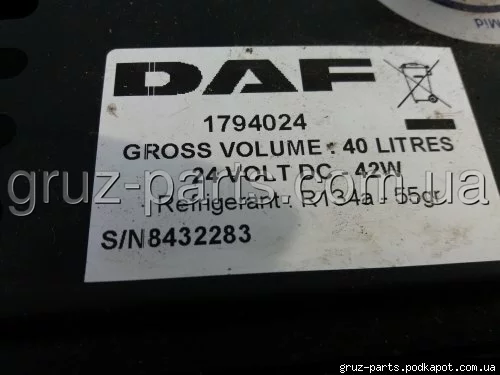 DAF
1794024
GROSS VOLUME : 40 LITRES
24 VOLT DC - 42W
gruz-parts.com.ua
Refrigerant : R134a - 55gr
S/N8432283
gruz-parts.podkapot.com.ua